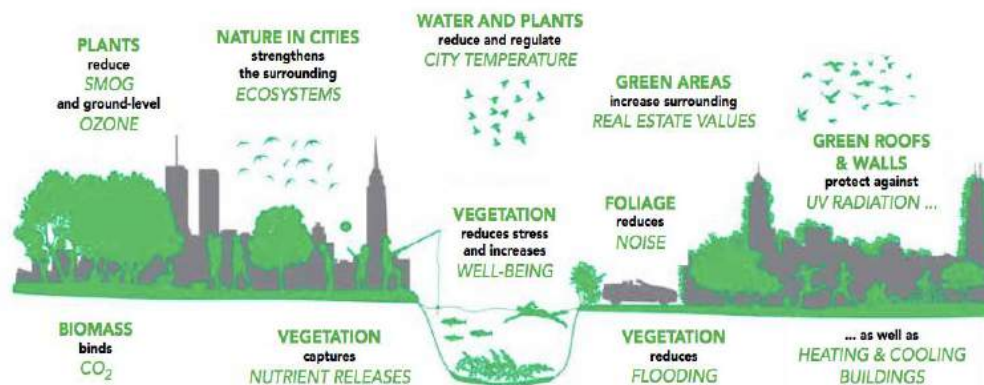 PLANTS
reduce
SMOG
and ground-level
OZONE
NATURE IN CITIES
strengthens
the surrounding
ECOSYSTEMS
WATER AND PLANTS
reduce and regulate
CITY TEMPERATURE
GREEN AREAS
increase surrounding
REAL ESTATE VALUES
GREEN ROOFS
& WALLS
protect against
UV RADIATION ...
VEGETATION
reduces stress
and increases
WELL-BEING
FOLIAGE
reduces
NOISE
BIOMASS
binds
CO₂
VEGETATION
captures
NUTRIENT RELEASES
VEGETATION
reduces
FLOODING
... as well as
HEATING & COOLING
BUILDINGS